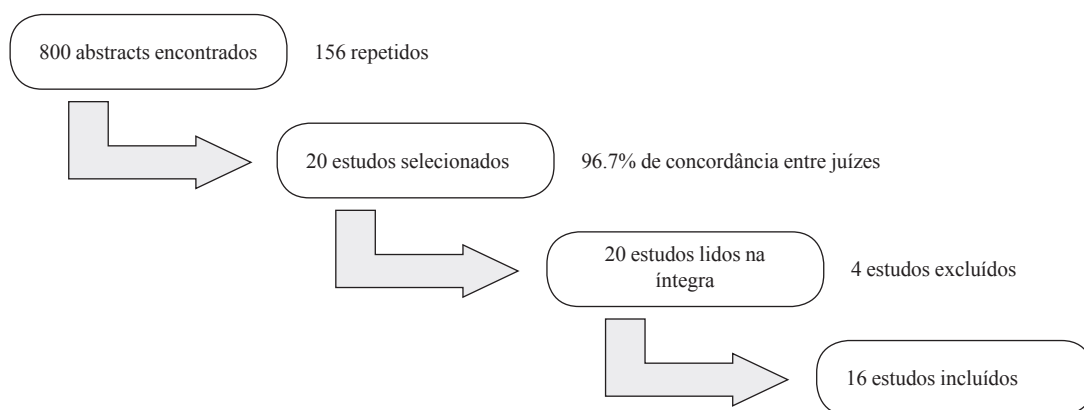 800 abstracts encontrados
156 repetidos
20 estudos selecionados
96.7% de concordância entre juízes
20 estudos lidos na
íntegra
4 estudos excluídos
16 estudos incluídos